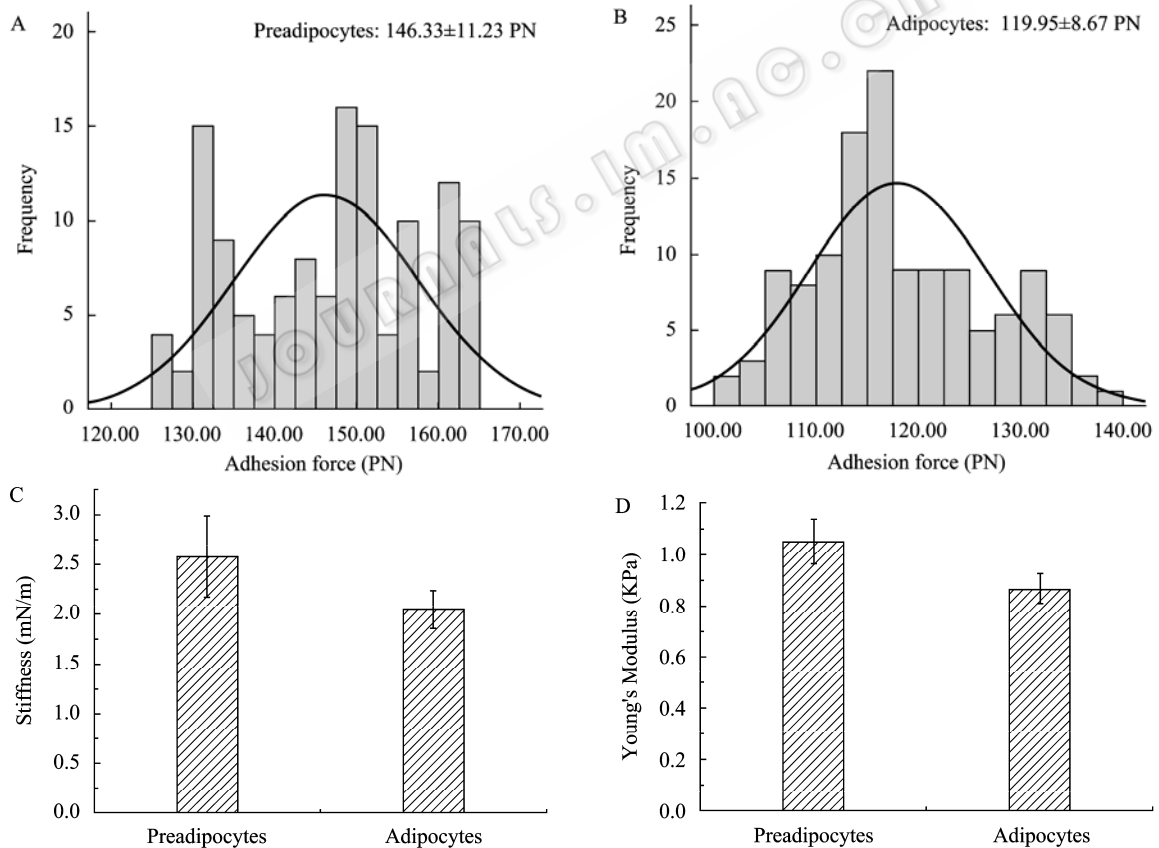 A
Preadipocytes: 146.33±11.23 PN
20
15
10
5
0
Frequency
120.00 130.00 140.00 150.00 160.00 170.00
Adhesion force (PN)
B
Adipocytes: 119.95±8.67 PN
25
20
15
10
5
0
Frequency
100.00 110.00 120.00 130.00 140.00
Adhesion force (PN)
JOURNALS.IM.AC.CN
C
3.0
2.5
2.0
1.5
1.0
0.5
0.0
Stiffness (mN/m)
Preadipocytes Adipocytes
D
1.2
1.0
0.8
0.6
0.4
0.2
0.0
Young's Modulus (KPa)
Preadipocytes Adipocytes